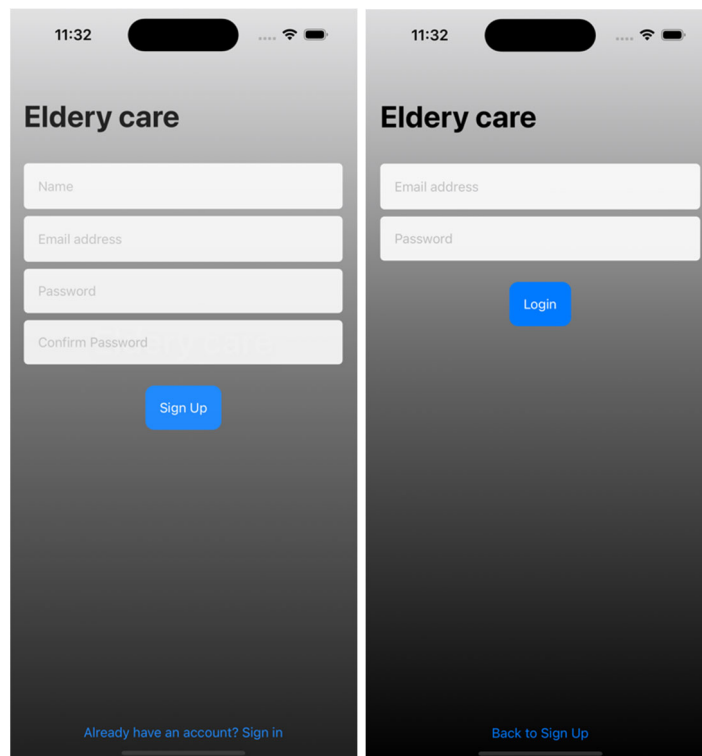 11:32
Eldery care
Name
Email address
Password
Confirm Password
Sign Up
Already have an account? Sign in
11:32
Eldery care
Email address
Password
Login
Back to Sign Up